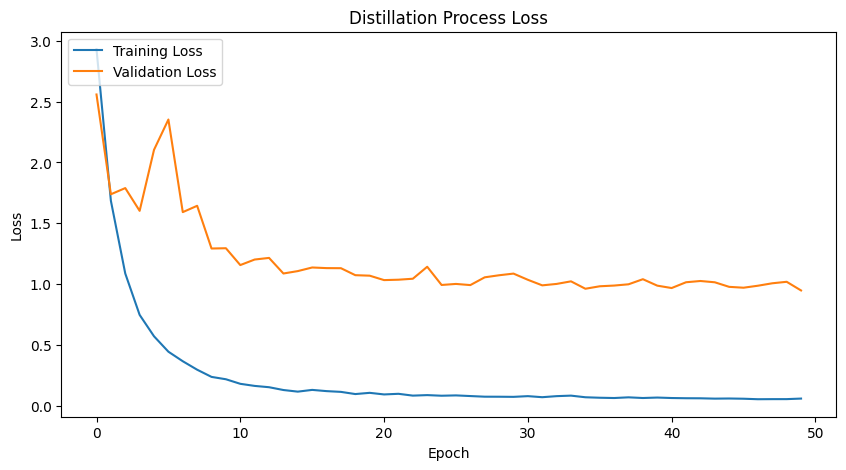 Distillation Process Loss
Training Loss
Validation Loss
3.0
2.5
2.0
1.5
1.0
0.5
0.0
Loss
0 10 20 30 40 50
Epoch